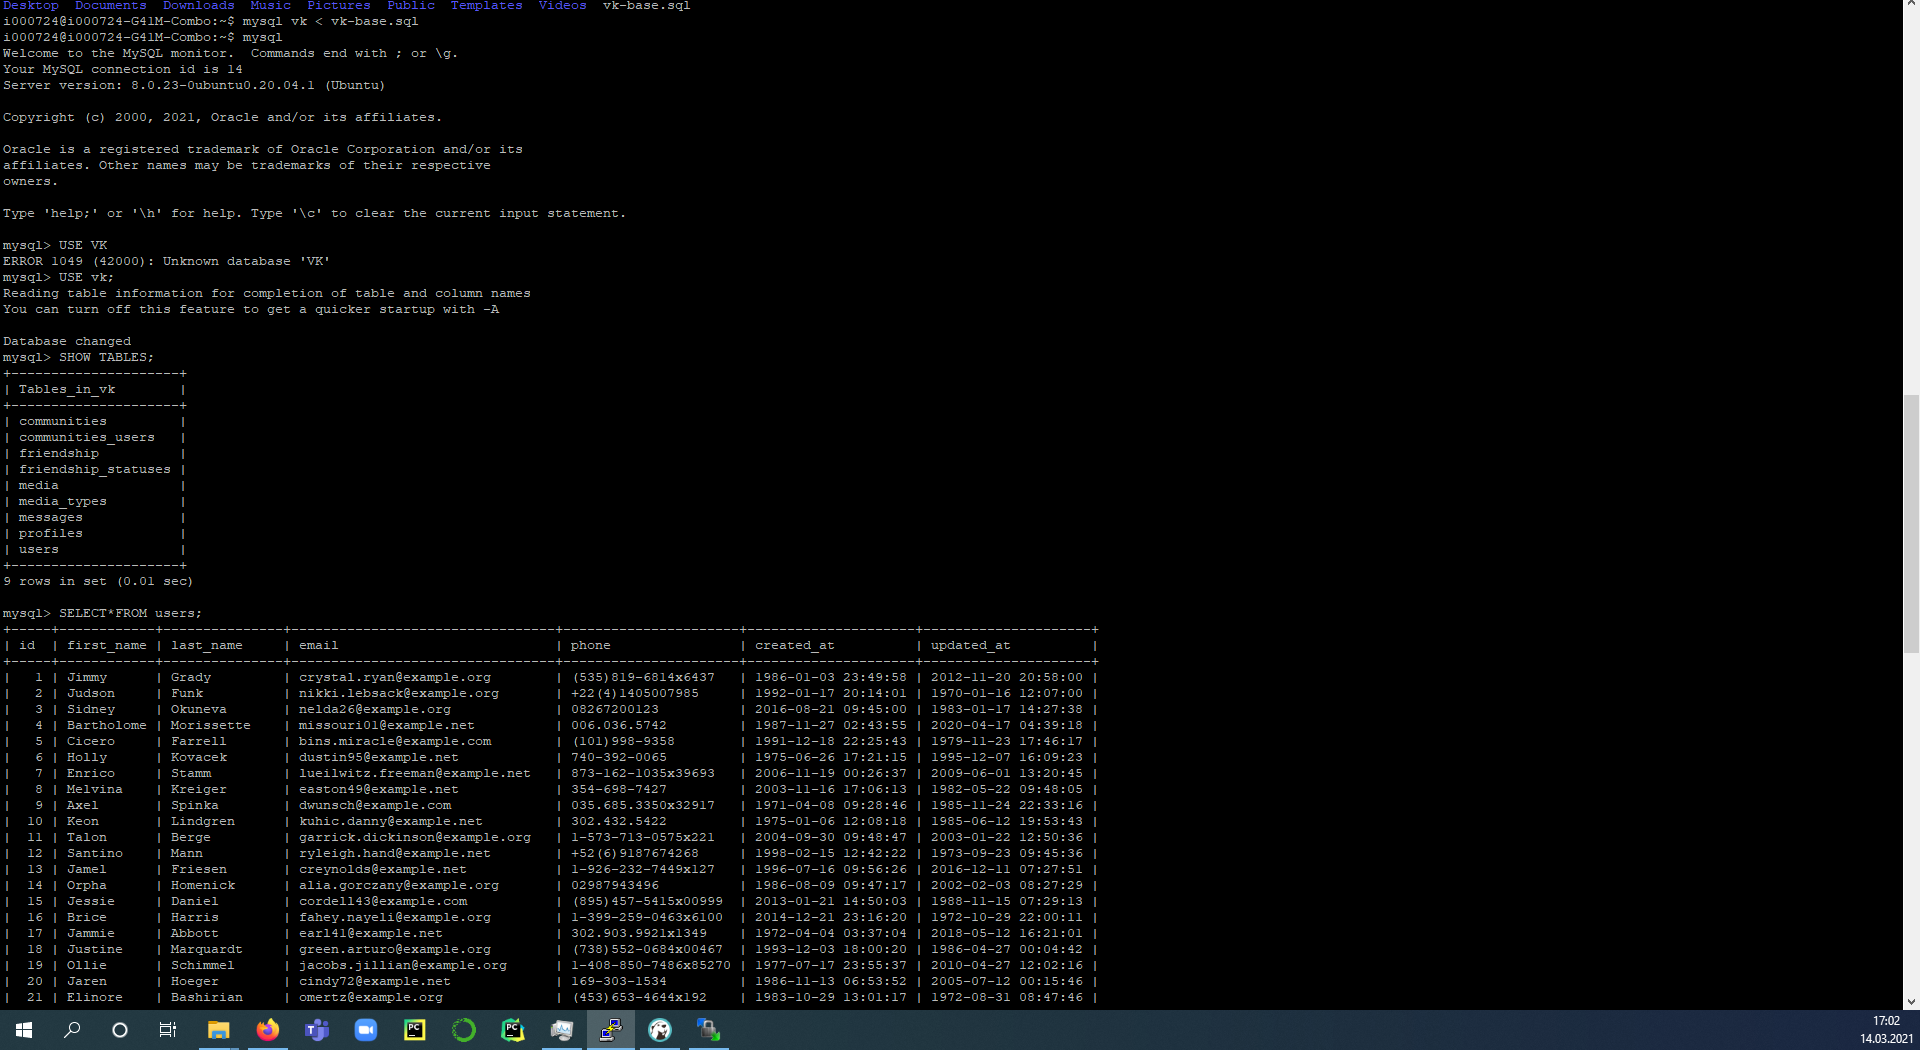 Desktop  Documents  Downloads  Music  Pictures  Public  Templates  Videos  vk-base.sql
i000724@i000724-G41M-Combo:~$ mysql vk < vk-base.sql
i000724@i000724-G41M-Combo:~$ mysql
Welcome to the MySQL monitor.  Commands end with ; or \g.
Your MySQL connection id is 14
Server version: 8.0.23-0ubuntu0.20.04.1 (Ubuntu)
Copyright (c) 2000, 2021, Oracle and/or its affiliates.
Oracle is a registered trademark of Oracle Corporation and/or its
affiliates. Other names may be trademarks of their respective
owners.
Type 'help;' or '\h' for help. Type '\c' to clear the current input statement.
mysql> USE VK
ERROR 1049 (42000): Unknown database 'VK'
mysql> USE vk;
Reading table information for completion of table and column names
You can turn off this feature to get a quicker startup with -A
Database changed
mysql> SHOW TABLES;
+---------------------+
| Tables_in_vk        |
+---------------------+
| communities         |
| communities_users   |
| friendship          |
| friendship_statuses |
| media               |
| media_types         |
| messages            |
| profiles            |
| users               |
+---------------------+
9 rows in set (0.01 sec)
mysql> SELECT*FROM users;
+-----+------------+---------------+---------------------------------+----------------------+---------------------+---------------------+
| id  | first_name | last_name     | email                           | phone                | created_at          | updated_at          |
+-----+------------+---------------+---------------------------------+----------------------+---------------------+---------------------+
|   1 | Jimmy      | Grady         | crystal.ryan@example.org        | (535)819-6814x6437   | 1986-01-03 23:49:58 | 2012-11-20 20:58:00 |
|   2 | Judson     | Funk          | nikki.lebsack@example.org       | +22(4)1405007985     | 1992-01-17 20:14:01 | 1970-01-16 12:07:00 |
|   3 | Sidney     | Okuneva       | nelda26@example.org             | 08267200123          | 2016-08-21 09:45:00 | 1983-01-17 14:27:38 |
|   4 | Bartholome | Morissette    | missouri01@example.net          | 006.036.5742         | 1987-11-27 02:43:55 | 2020-04-17 04:39:18 |
|   5 | Cicero     | Farrell       | bins.miracle@example.com        | (101)998-9358        | 1991-12-18 22:25:43 | 1979-11-23 17:46:17 |
|   6 | Holly      | Kovacek       | dustin95@example.net            | 740-392-0065         | 1975-06-26 17:21:15 | 1995-12-07 16:09:23 |
|   7 | Enrico     | Stamm         | lueilwitz.freeman@example.net   | 873-162-1035x39693   | 2006-11-19 00:26:37 | 2009-06-01 13:20:45 |
|   8 | Melvina    | Kreiger       | easton49@example.net            | 354-698-7427         | 2003-11-16 17:06:13 | 1982-05-22 09:48:05 |
|   9 | Axel       | Spinka        | dwunsch@example.com             | 035.685.3350x32917   | 1971-04-08 09:28:46 | 1985-11-24 22:33:16 |
|  10 | Keon       | Lindgren      | kuhic.danny@example.net         | 302.432.5422         | 1975-01-06 12:08:18 | 1985-06-12 19:53:43 |
|  11 | Talon      | Berge         | garrick.dickinson@example.org   | 1-573-713-0575x221   | 2004-09-30 09:48:47 | 2003-01-22 12:50:36 |
|  12 | Santino    | Mann          | ryleigh.hand@example.net        | +52(6)9187674268     | 1998-02-15 12:42:22 | 1973-09-23 09:45:36 |
|  13 | Jamel      | Friesen       | creynolds@example.net           | 1-926-232-7449x127   | 1996-07-16 09:56:26 | 2016-12-11 07:27:51 |
|  14 | Orpha      | Homenick      | alia.gorczany@example.org       | 02987943496          | 1986-08-09 09:47:17 | 2002-02-03 08:27:29 |
|  15 | Jessie     | Daniel        | cordell43@example.com           | (895)457-5415x00999  | 2013-01-21 14:50:03 | 1988-11-15 07:29:13 |
|  16 | Brice      | Harris        | fahey.nayeli@example.org        | 1-399-259-0463x6100  | 2014-12-21 23:16:20 | 1972-10-29 22:00:11 |
|  17 | Jammie     | Abbott        | earl41@example.net              | 302.903.9921x1349    | 1972-04-04 03:37:04 | 2018-05-12 16:21:01 |
|  18 | Justine    | Marquardt     | green.arturo@example.org        | (738)552-0684x00467  | 1993-12-03 18:00:20 | 1986-04-27 00:04:42 |
|  19 | Ollie      | Schimmel      | jacobs.jillian@example.org      | 1-408-850-7486x85270 | 1977-07-17 23:55:37 | 2010-04-27 12:02:16 |
|  20 | Jaren      | Hoeger        | cindy72@example.net             | 169-303-1534         | 1986-11-13 06:53:52 | 2005-07-12 00:15:46 |
|  21 | Elinore    | Bashirian     | omertz@example.org              | (453)653-4644x192    | 1983-10-29 13:01:17 | 1972-08-31 08:47:46 |
PC
PC
17:02
14.03.2021